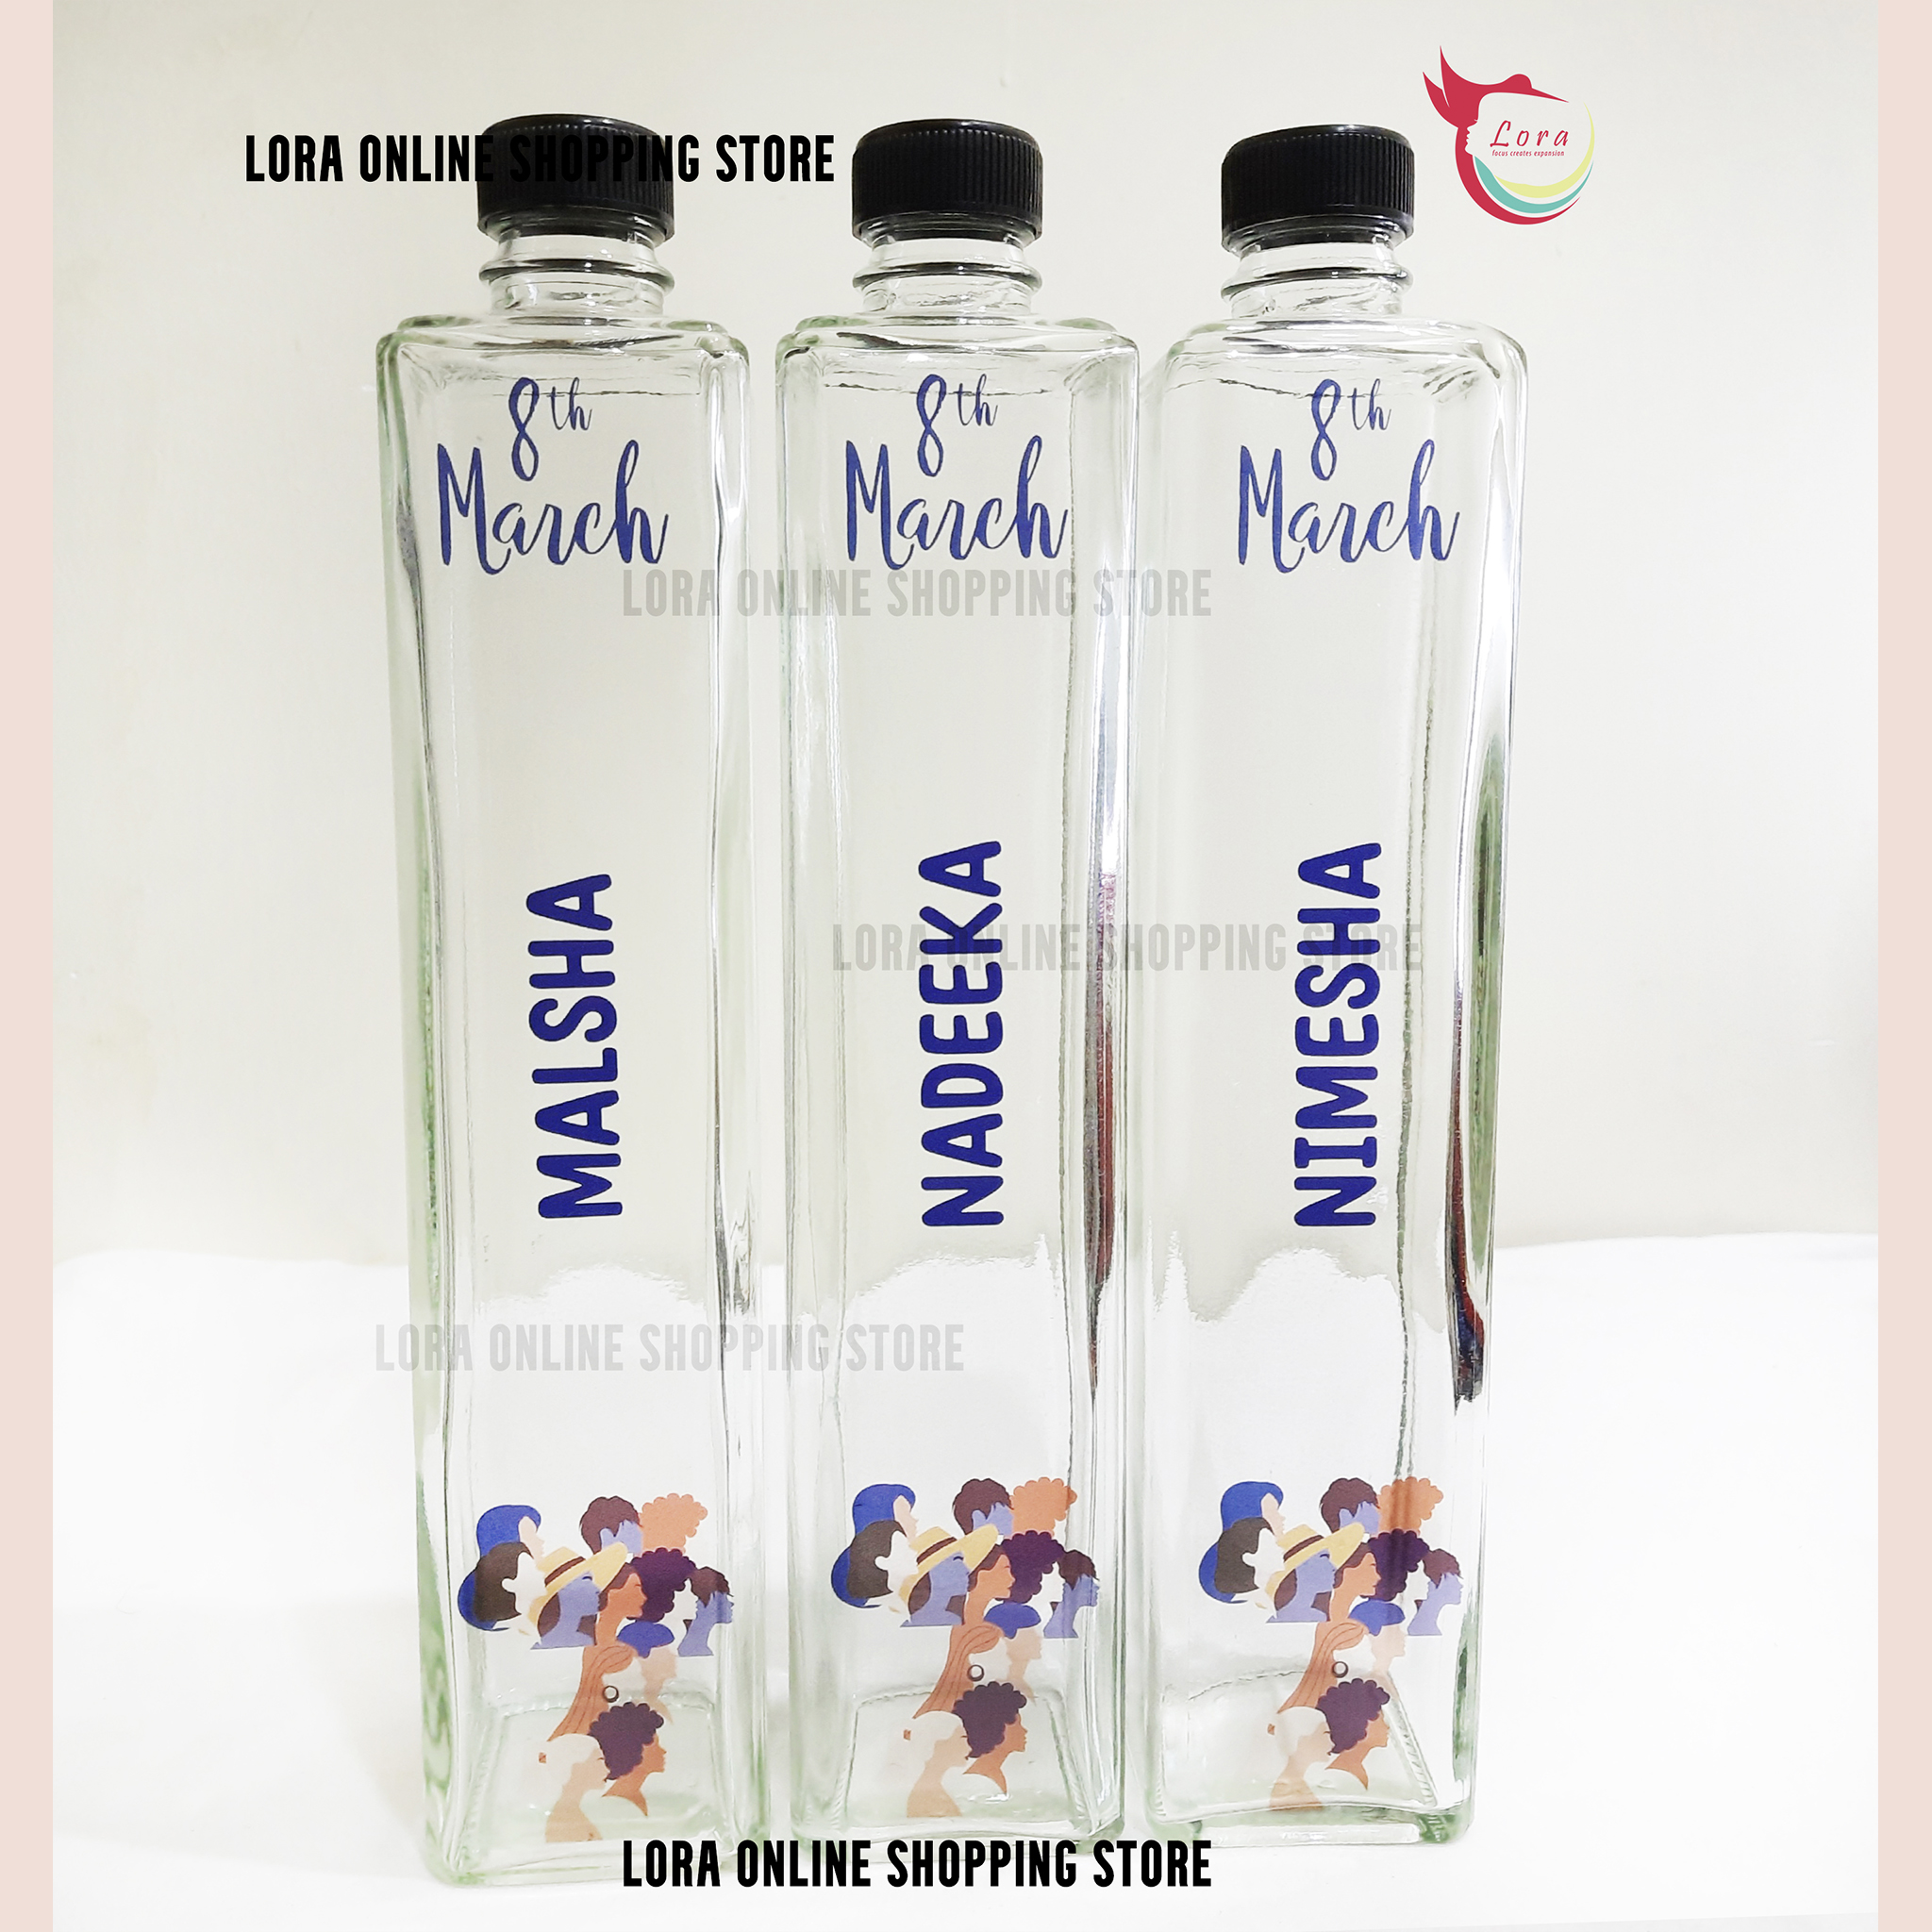 LORA ONLINE SHOPPING STORE
Lora
focus creates expansion
8th
March
8th
March
8th
March
LORA ONLINE SHOPPING STORE
MALSHA
NADEEKA
NIMESHA
LORA ONLINE SHOPPING STORE
LORA ONLINE SHOPPING STORE
LORA ONLINE SHOPPING STORE